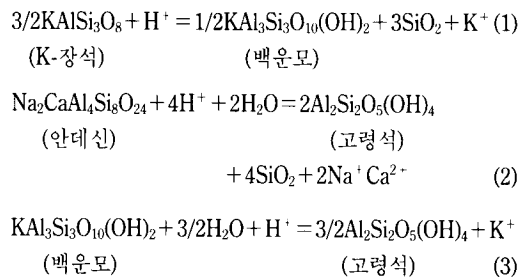 3/2KAlSi₃O₈+H⁺=1/2KAl₃Si₃O₁₀(OH)₂+3SiO₂+K⁺ (1)
(K-장석) (백운모)
Na₂CaAl₄Si₈O₂₄+4H⁺+2H₂O=2Al₂Si₂O₅(OH)₄
(안데신) (고령석)
+4SiO₂+2Na⁺Ca²⁺ (2)
KAl₃Si₃O₁₀(OH)₂+3/2H₂O+H⁺=3/2Al₂Si₂O₅(OH)₄+K⁺
(백운모) (고령석) (3)